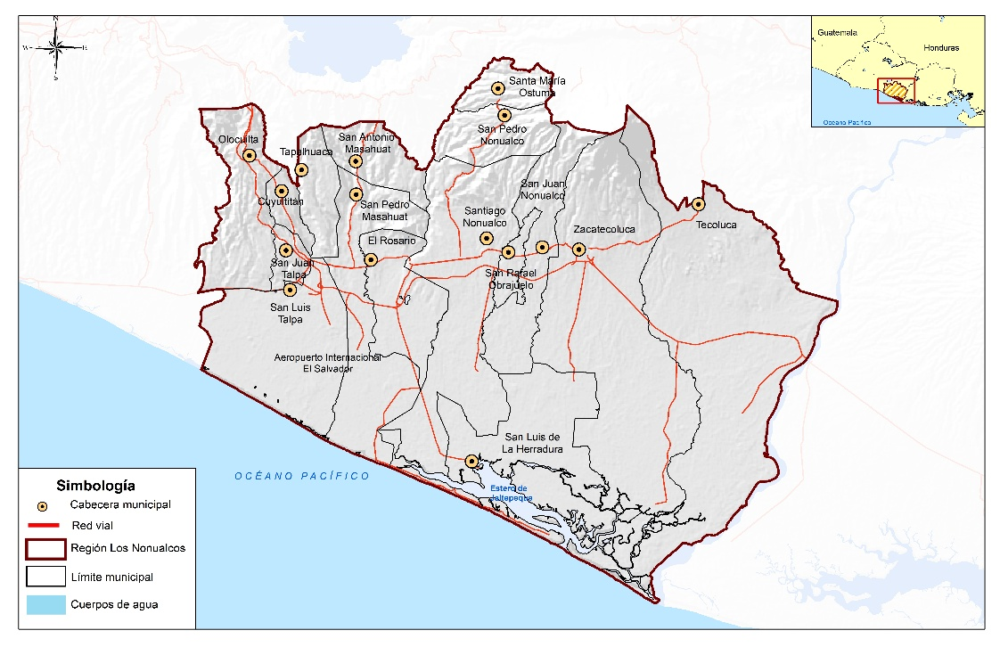 N
W
E
S
Guatemala
Honduras
Océano Pacífico
Santa María
Ostuma
San Pedro
Nonualco
Olocuilta
Tapalhuaca
San Antonio
Masahuat
Cuyultitán
San Pedro
Masahuat
San Juan
Nonualco
Santiago
Nonualco
Zacatecoluca
Tecoluca
El Rosario
San Juan
Talpa
San Rafael
Obrajuelo
San Luis
Talpa
Aeropuerto Internacional
El Salvador
San Luis de
La Herradura
OCÉANO PACÍFICO
Estero de
Jaltepeque
Simbología
Cabecera municipal
Red vial
Región Los Nonualcos
Límite municipal
Cuerpos de agua